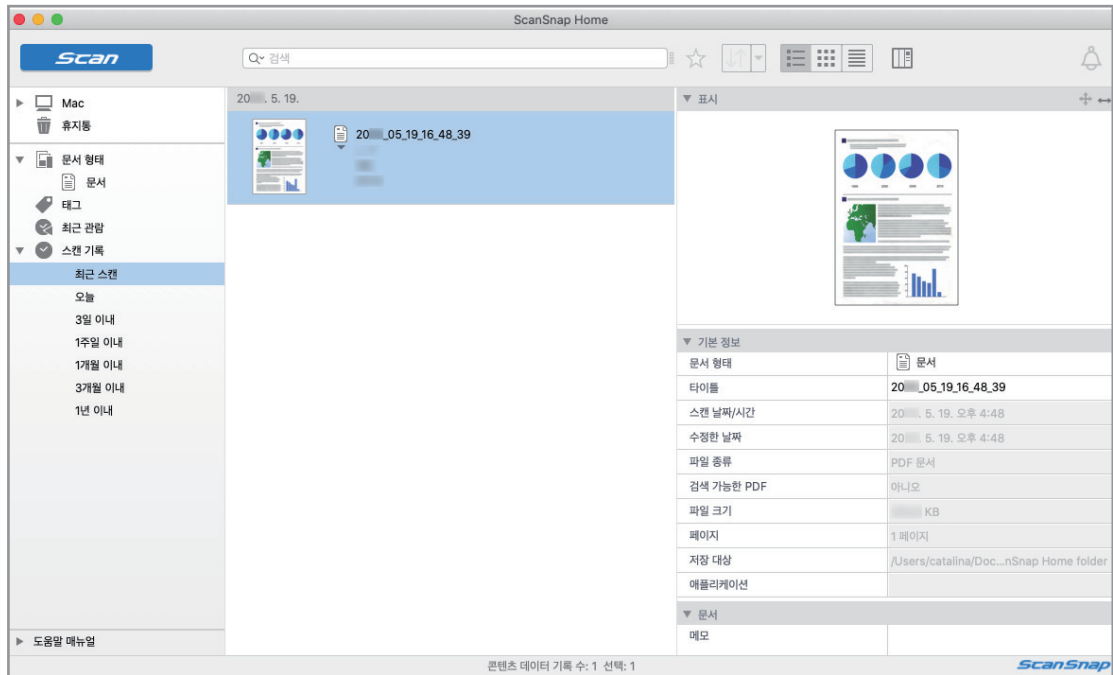 ScanSnap Home
Scan
검색
Mac
휴지통
문서 형태
문서
태그
최근 관람
스캔 기록
최근 스캔
오늘
3일 이내
1주일 이내
1개월 이내
3개월 이내
1년 이내
도움말 매뉴얼
20 . 5. 19.
20 _05_19_16_48_39
표시
기본 정보
문서 형태 문서
타이틀 20 _05_19_16_48_39
스캔 날짜/시간 20 . 5. 19. 오후 4:48
수정한 날짜 20 . 5. 19. 오후 4:48
파일 종류 PDF 문서
검색 가능한 PDF 아니오
파일 크기 KB
페이지 1 페이지
저장 대상 /Users/catalina/Doc...nSnap Home folder
애플리케이션
문서
메모
콘텐츠 데이터 기록 수: 1 선택: 1
ScanSnap